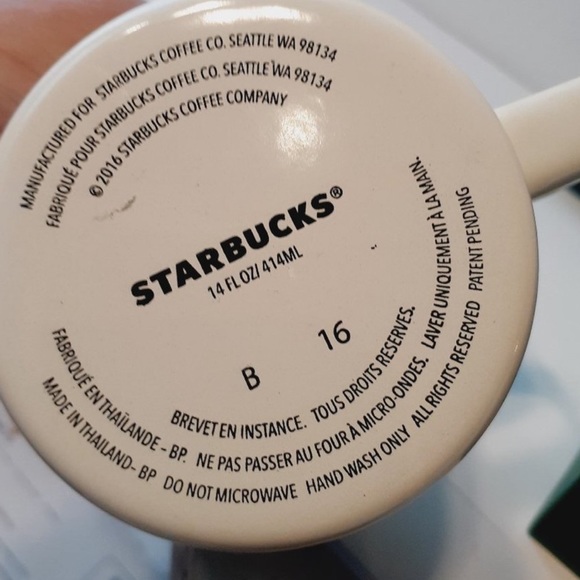 MANUFACTURED FOR STARBUCKS COFFEE CO. SEATTLE WA 98134
FABRIQUÉ POUR STARBUCKS COFFEE CO. SEATTLE WA 98134
© 2016 STARBUCKS COFFEE COMPANY
STARBUCKS®
14 FL OZ/ 414ML
B 16
BREVET EN INSTANCE. TOUS DROITS RESERVES.
FABRIQUÉ EN THAÏLANDE - BP. NE PAS PASSER AU FOUR À MICRO-ONDES. LAVER UNIQUEMENT À LA MAIN.
MADE IN THAILAND- BP DO NOT MICROWAVE HAND WASH ONLY ALL RIGHTS RESERVED PATENT PENDING